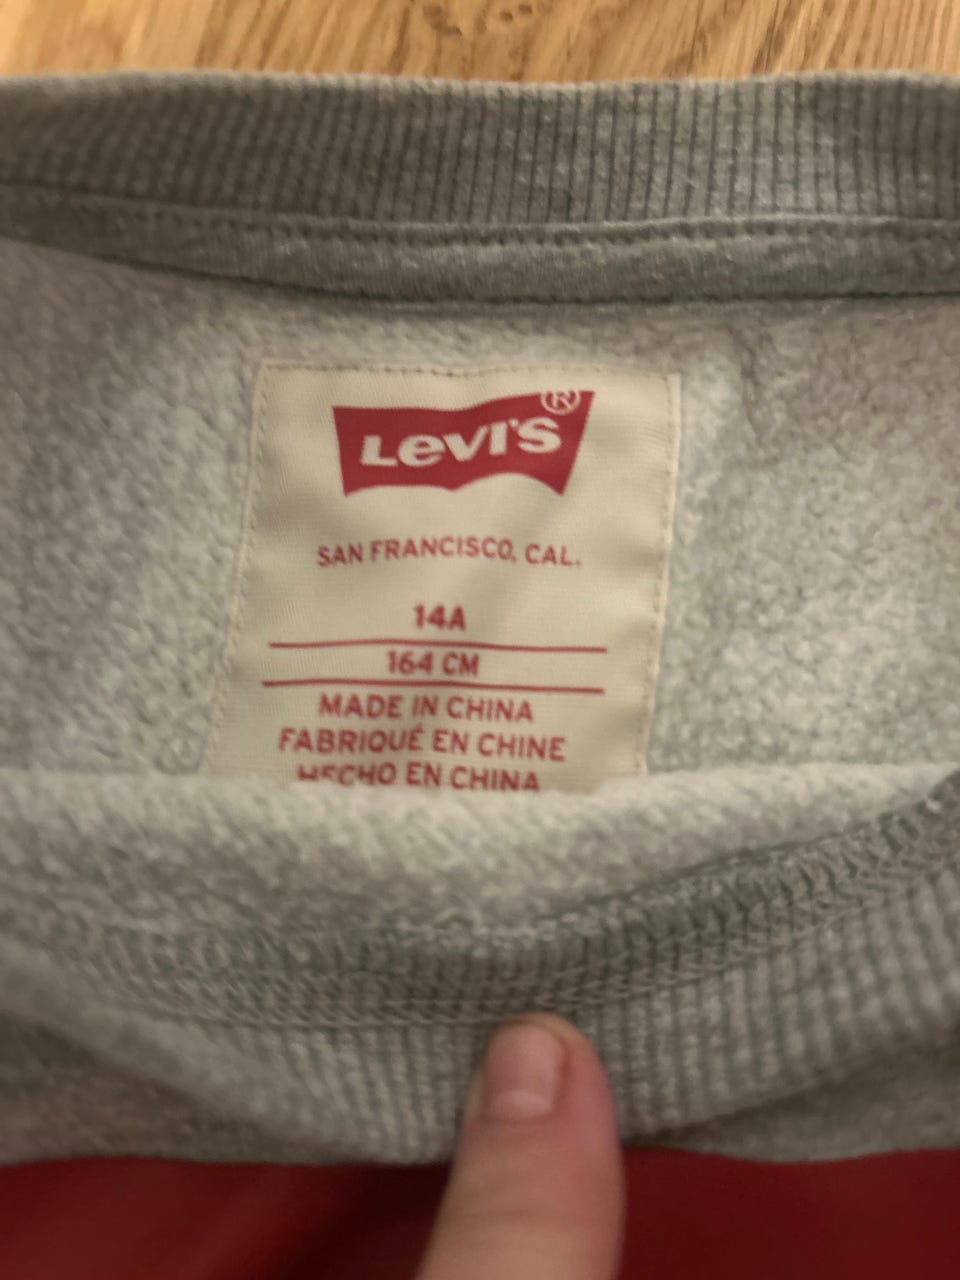 LEVI'S®
SAN FRANCISCO, CAL.
14A
164 CM
MADE IN CHINA
FABRIQUÉ EN CHINE
HECHO EN CHINA